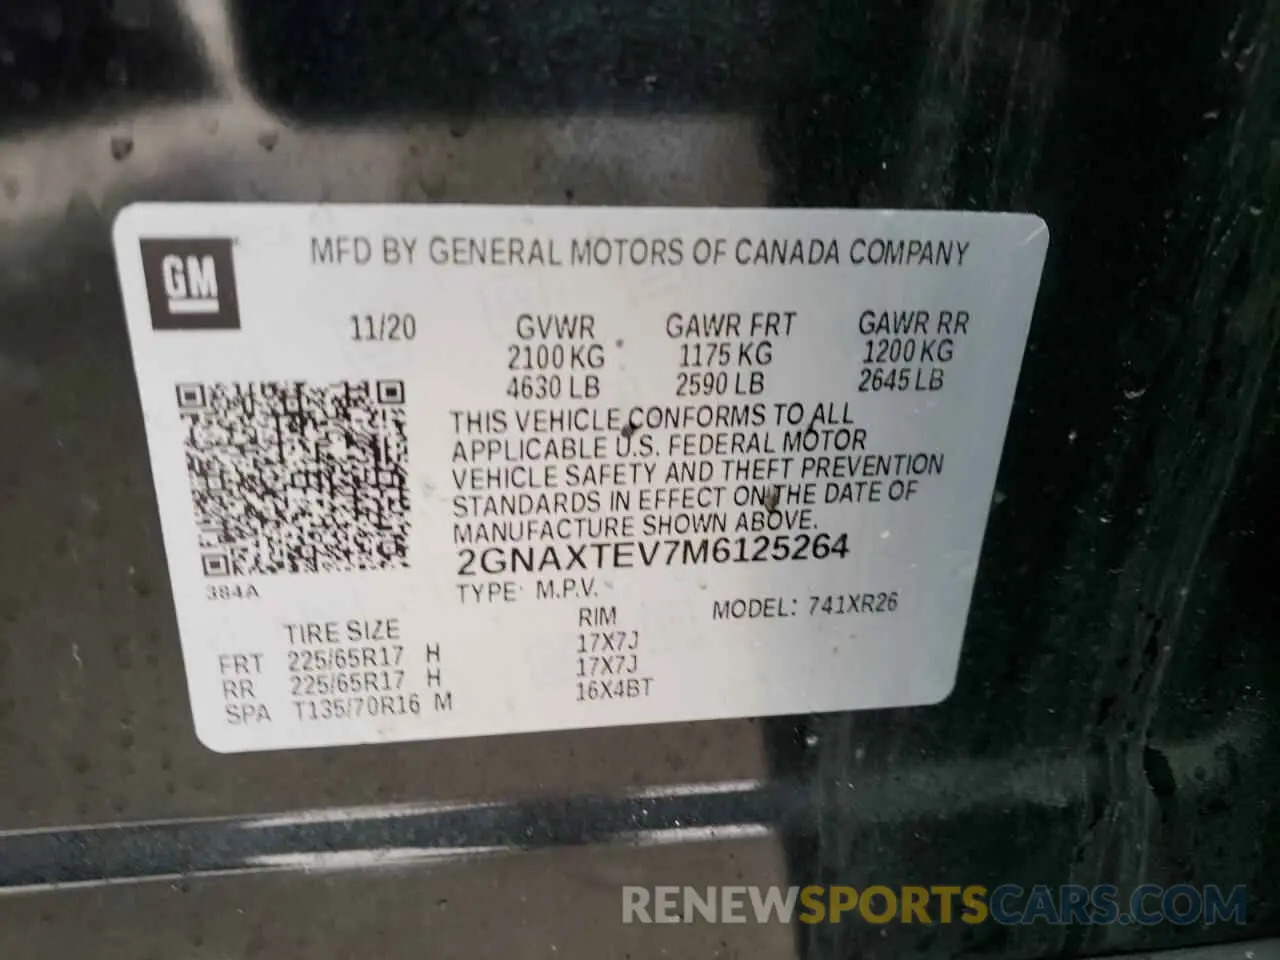 GM
MFD BY GENERAL MOTORS OF CANADA COMPANY
11/20 GVWR GAWR FRT GAWR RR
2100 KG 1175 KG 1200 KG
4630 LB 2590 LB 2645 LB
THIS VEHICLE CONFORMS TO ALL
APPLICABLE U.S. FEDERAL MOTOR
VEHICLE SAFETY AND THEFT PREVENTION
STANDARDS IN EFFECT ON THE DATE OF
MANUFACTURE SHOWN ABOVE.
2GNAXTEV7M6125264
384A
TYPE: M.P.V.
MODEL: 741XR26
TIRE SIZE RIM
FRT 225/65R17 H 17X7J
RR 225/65R17 H 17X7J
SPA T135/70R16 M 16X4BT
RENEWSPORTSCARS.COM